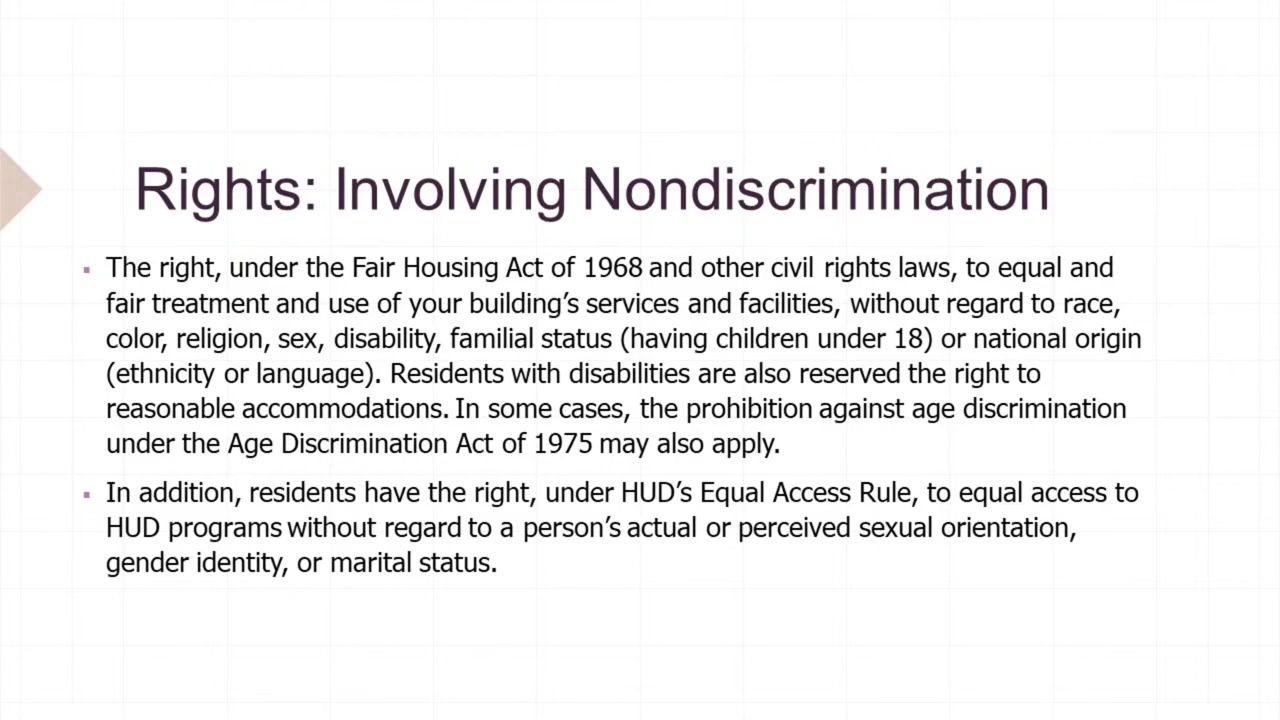 Rights: Involving Nondiscrimination
▪ The right, under the Fair Housing Act of 1968 and other civil rights laws, to equal and
fair treatment and use of your building’s services and facilities, without regard to race,
color, religion, sex, disability, familial status (having children under 18) or national origin
(ethnicity or language). Residents with disabilities are also reserved the right to
reasonable accommodations. In some cases, the prohibition against age discrimination
under the Age Discrimination Act of 1975 may also apply.
▪ In addition, residents have the right, under HUD’s Equal Access Rule, to equal access to
HUD programs without regard to a person’s actual or perceived sexual orientation,
gender identity, or marital status.